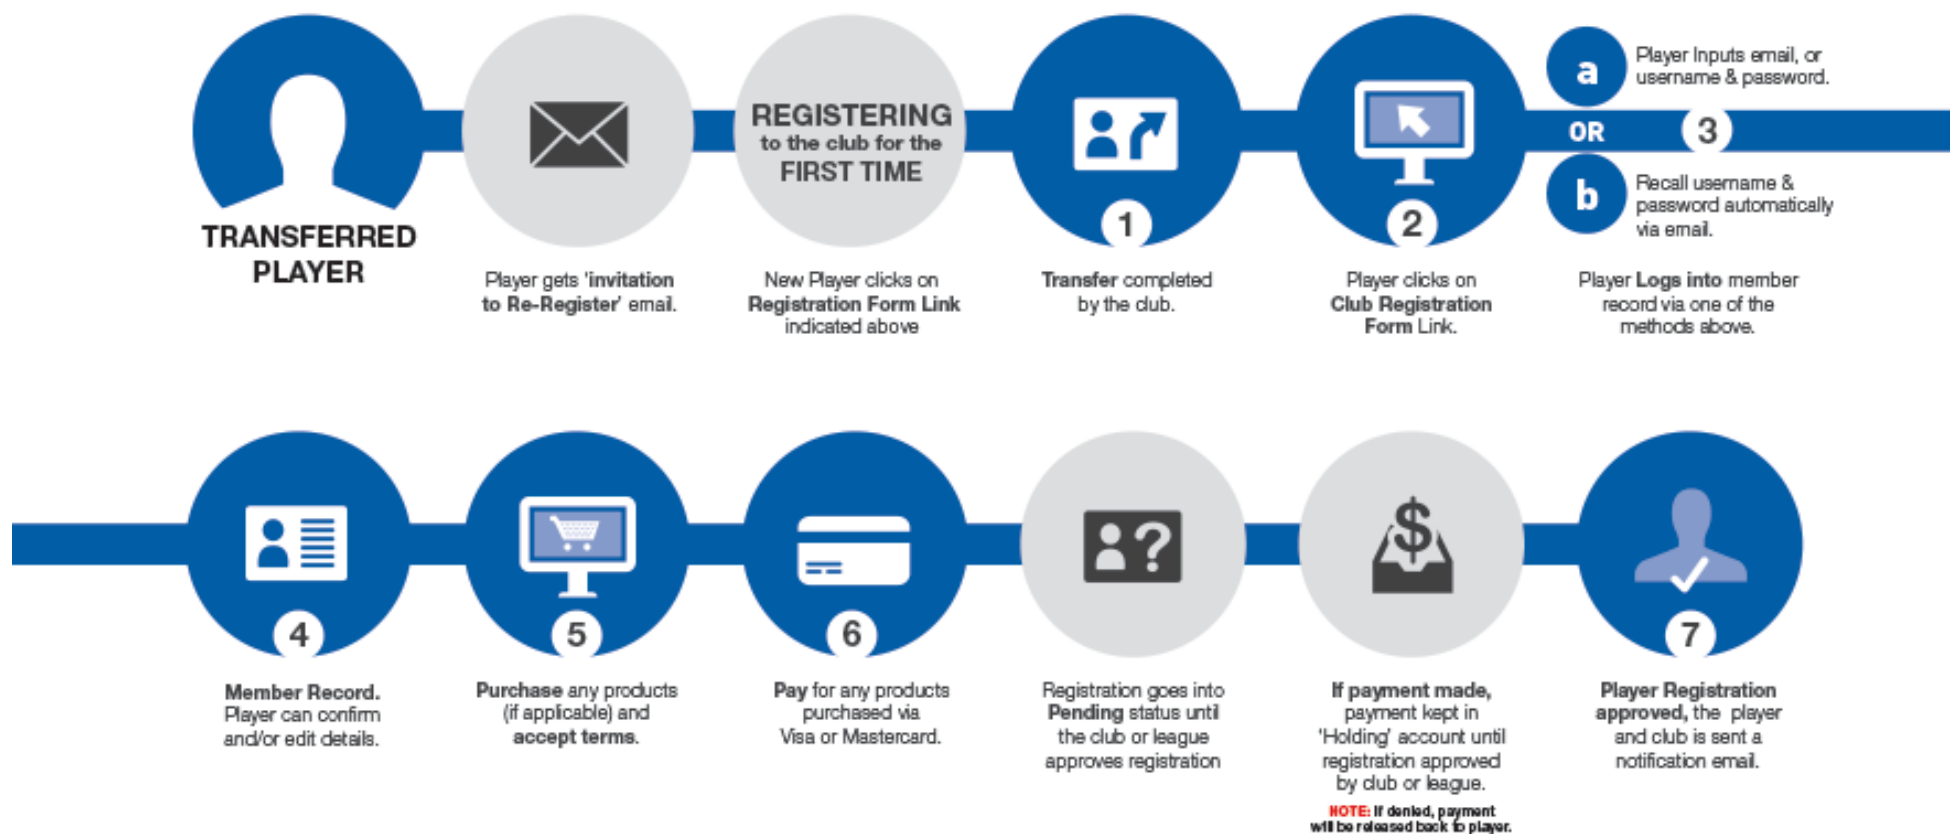 TRANSFERRED
PLAYER
Player gets 'invitation
to Re-Register' email.
REGISTERING
to the club for the
FIRST TIME
New Player clicks on
Registration Form Link
indicated above
1
Transfer completed
by the club.
2
Player clicks on
Club Registration
Form Link.
a
Player Inputs email, or
username & password.
OR
3
b
Recall username &
password automatically
via email.
Player Logs into member
record via one of the
methods above.
4
Member Record.
Player can confirm
and/or edit details.
5
Purchase any products
(if applicable) and
accept terms.
6
Pay for any products
purchased via
Visa or Mastercard.
?
Registration goes into
Pending status until
the club or league
approves registration
$
If payment made,
payment kept in
'Holding' account until
registration approved
by club or league.
NOTE: If denied, payment
will be released back to player.
7
Player Registration
approved, the player
and club is sent a
notification email.